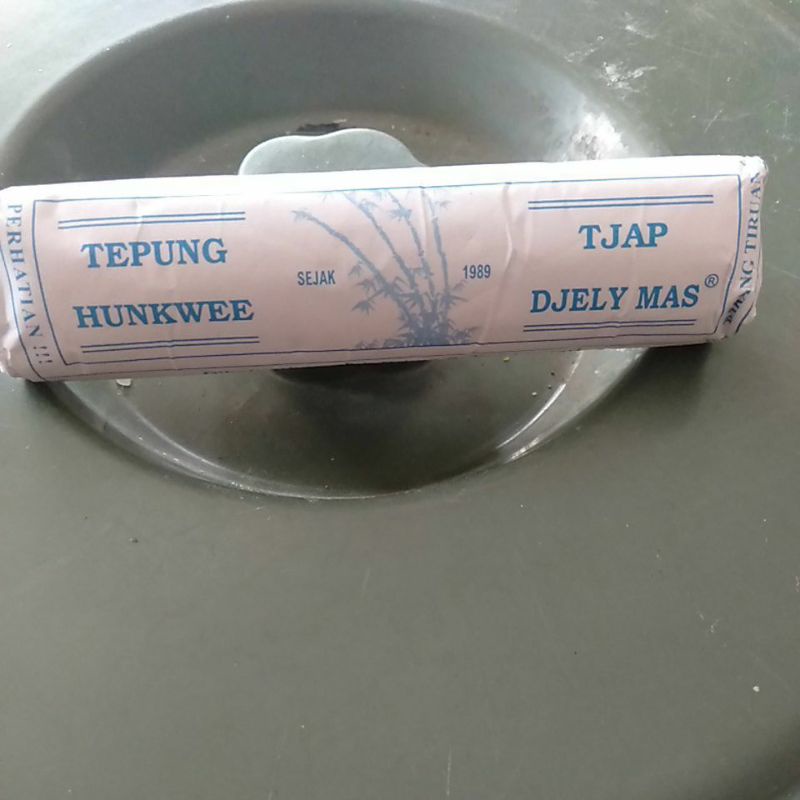 PERHATIAN !!!
TEPUNG
HUNKWEE
SEJAK
1989
TJAP
DJELY MAS®
TIRUAN